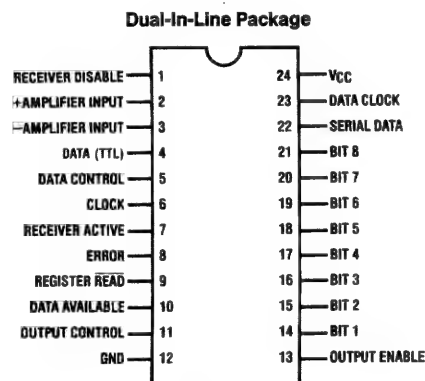 Dual-In-Line Package
RECEIVER DISABLE 1 24 VCC
+AMPLIFIER INPUT 2 23 DATA CLOCK
−AMPLIFIER INPUT 3 22 SERIAL DATA
DATA (TTL) 4 21 BIT 8
DATA CONTROL 5 20 BIT 7
CLOCK 6 19 BIT 6
RECEIVER ACTIVE 7 18 BIT 5
ERROR 8 17 BIT 4
REGISTER READ 9 16 BIT 3
DATA AVAILABLE 10 15 BIT 2
OUTPUT CONTROL 11 14 BIT 1
GND 12 13 OUTPUT ENABLE